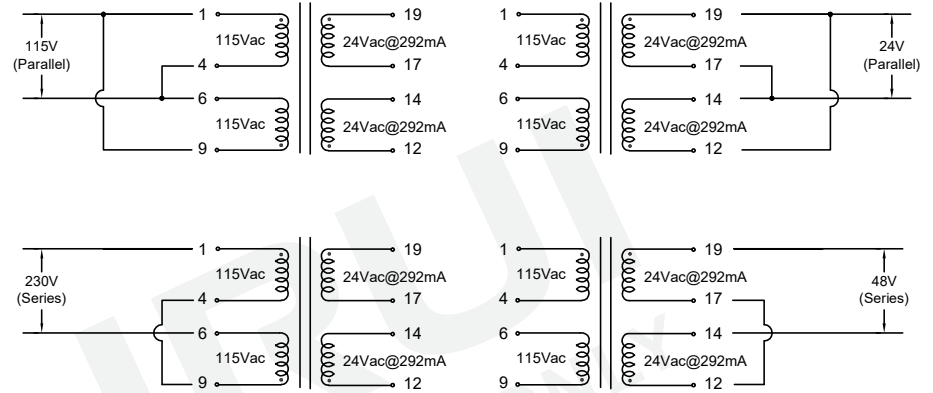 1 19 1 19
115V (Parallel) 115Vac 24Vac@292mA 115Vac 24Vac@292mA 24V (Parallel)
4 17 4 17
6 14 6 14
115Vac 24Vac@292mA 115Vac 24Vac@292mA
9 12 9 12
1 19 1 19
230V (Series) 115Vac 24Vac@292mA 115Vac 24Vac@292mA 48V (Series)
4 17 4 17
6 14 6 14
115Vac 24Vac@292mA 115Vac 24Vac@292mA
9 12 9 12